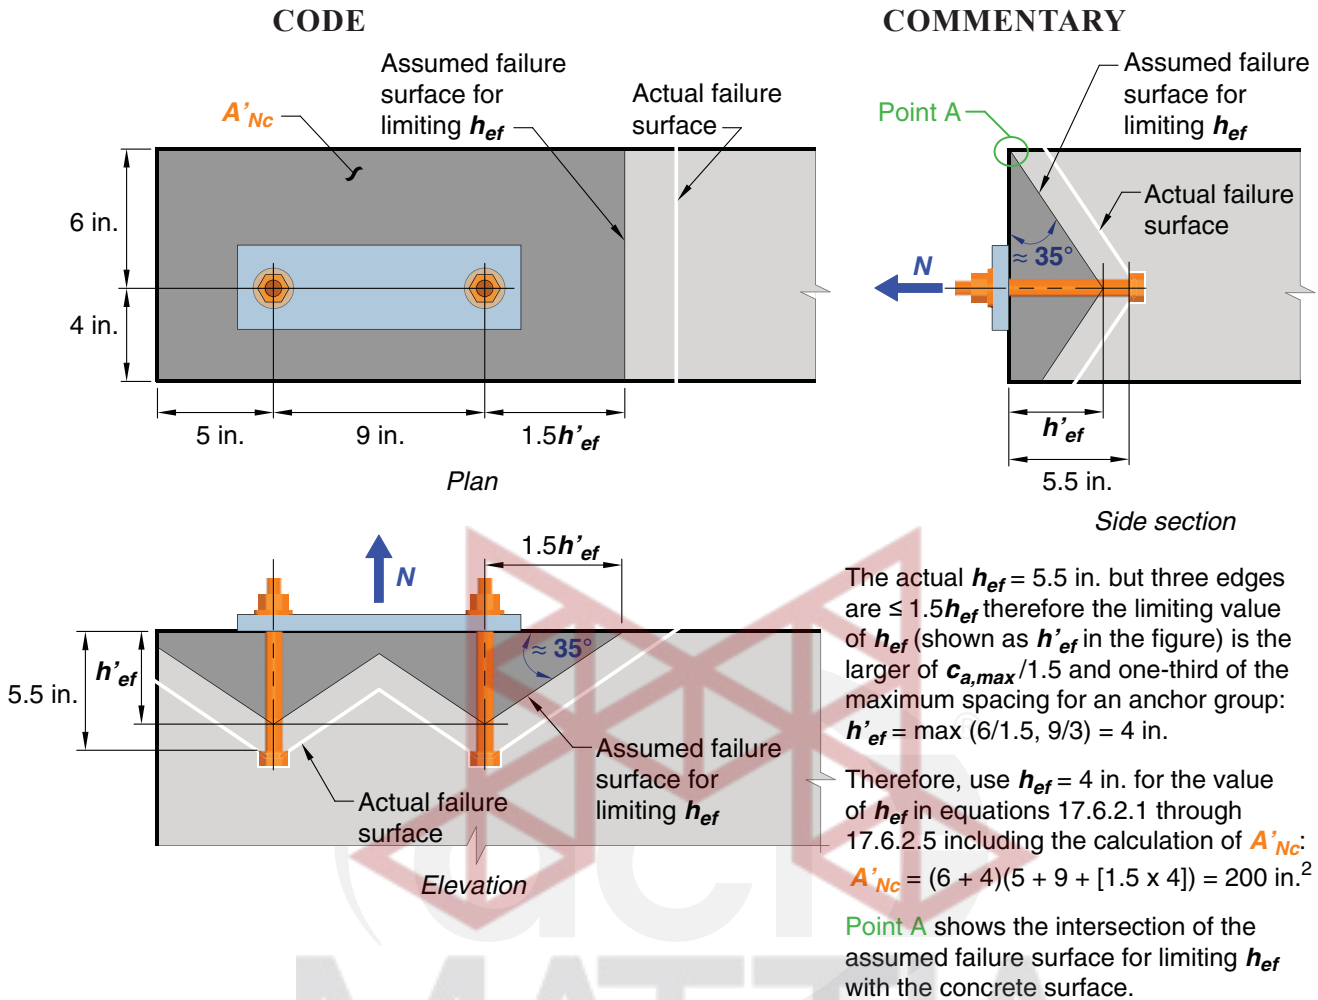 CODE
COMMENTARY
Assumed failure
surface for
limiting hef
A’Nc
Actual failure
surface
6 in.
4 in.
5 in.
9 in.
1.5h’ef
Plan
Point A
Assumed failure
surface for
limiting hef
Actual failure
surface
≈ 35°
N
h’ef
5.5 in.
Side section
N
1.5h’ef
≈ 35°
h’ef
5.5 in.
Assumed failure
surface for
limiting hef
Actual failure
surface
Elevation
The actual hef = 5.5 in. but three edges
are ≤ 1.5hef therefore the limiting value
of hef (shown as h’ef in the figure) is the
larger of ca,max/1.5 and one-third of the
maximum spacing for an anchor group:
h’ef = max (6/1.5, 9/3) = 4 in.
Therefore, use hef = 4 in. for the value
of hef in equations 17.6.2.1 through
17.6.2.5 including the calculation of A’Nc:
A’Nc = (6 + 4)(5 + 9 + [1.5 x 4]) = 200 in.²
Point A shows the intersection of the
assumed failure surface for limiting hef
with the concrete surface.